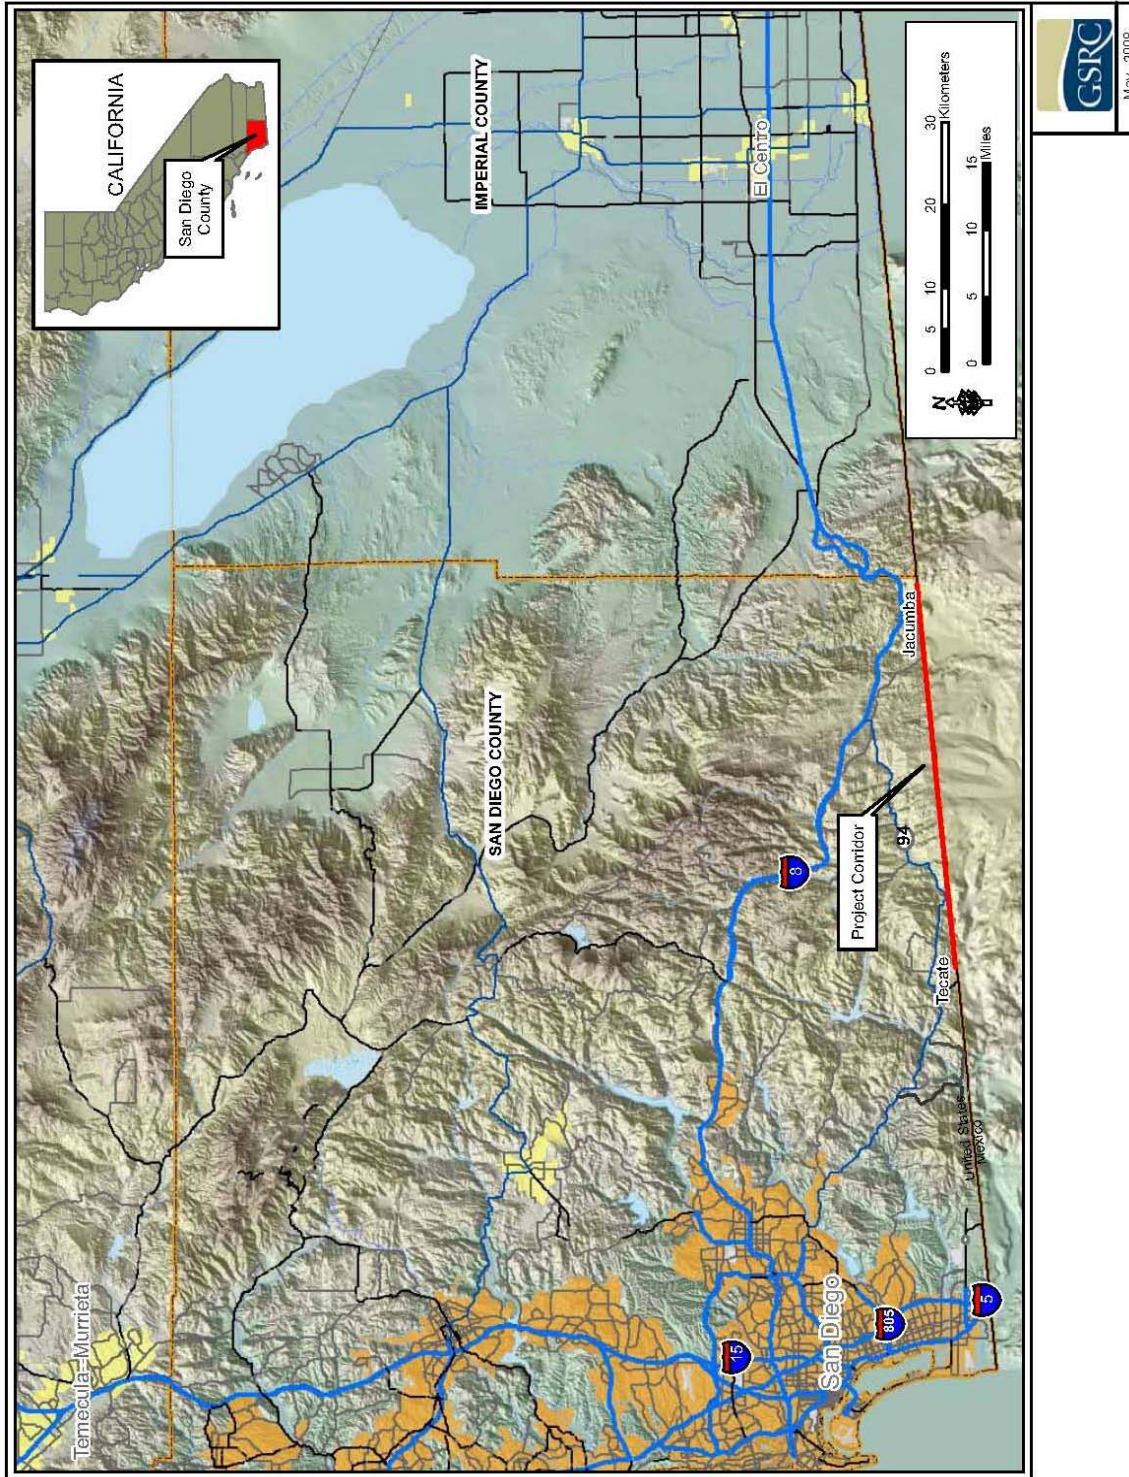 CALIFORNIA
San Diego
County
IMPERIAL COUNTY
El Centro
SAN DIEGO COUNTY
Temecula-Murrieta
15
San Diego
805
5
8
94
Project Corridor
Jacumba
Tecate
United States
Mexico
N
0 5 10 20 30
Kilometers
0 5 10 15
Miles
GSRC
May 2008